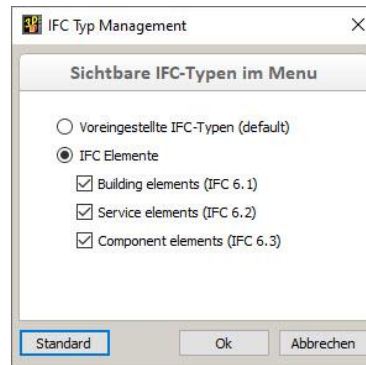 IFC Typ Management
Sichtbare IFC-Typen im Menu
Voreingestellte IFC-Typen (default)
IFC Elemente
Building elements (IFC 6.1)
Service elements (IFC 6.2)
Component elements (IFC 6.3)
Standard Ok Abbrechen